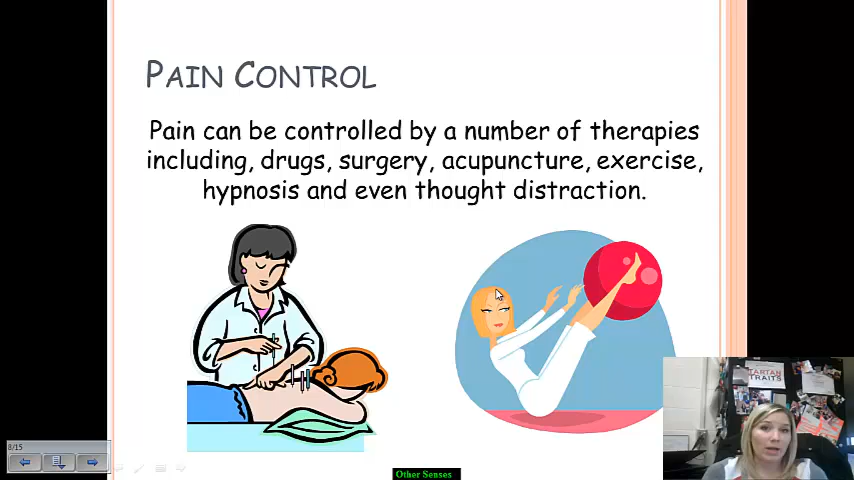 PAIN CONTROL
Pain can be controlled by a number of therapies
including, drugs, surgery, acupuncture, exercise,
hypnosis and even thought distraction.
TARTAN
TRAITS
8/15
Other Senses